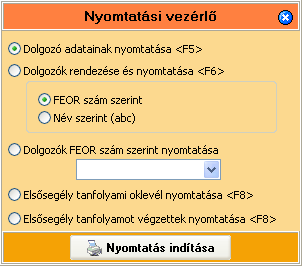 Nyomtatási vezérlő
Dolgozó adatainak nyomtatása <F5>
Dolgozók rendezése és nyomtatása <F6>
FEOR szám szerint
Név szerint (abc)
Dolgozók FEOR szám szerint nyomtatása
Elsősegély tanfolyami oklevél nyomtatása <F8>
Elsősegély tanfolyamot végzettek nyomtatása <F8>
Nyomtatás indítása